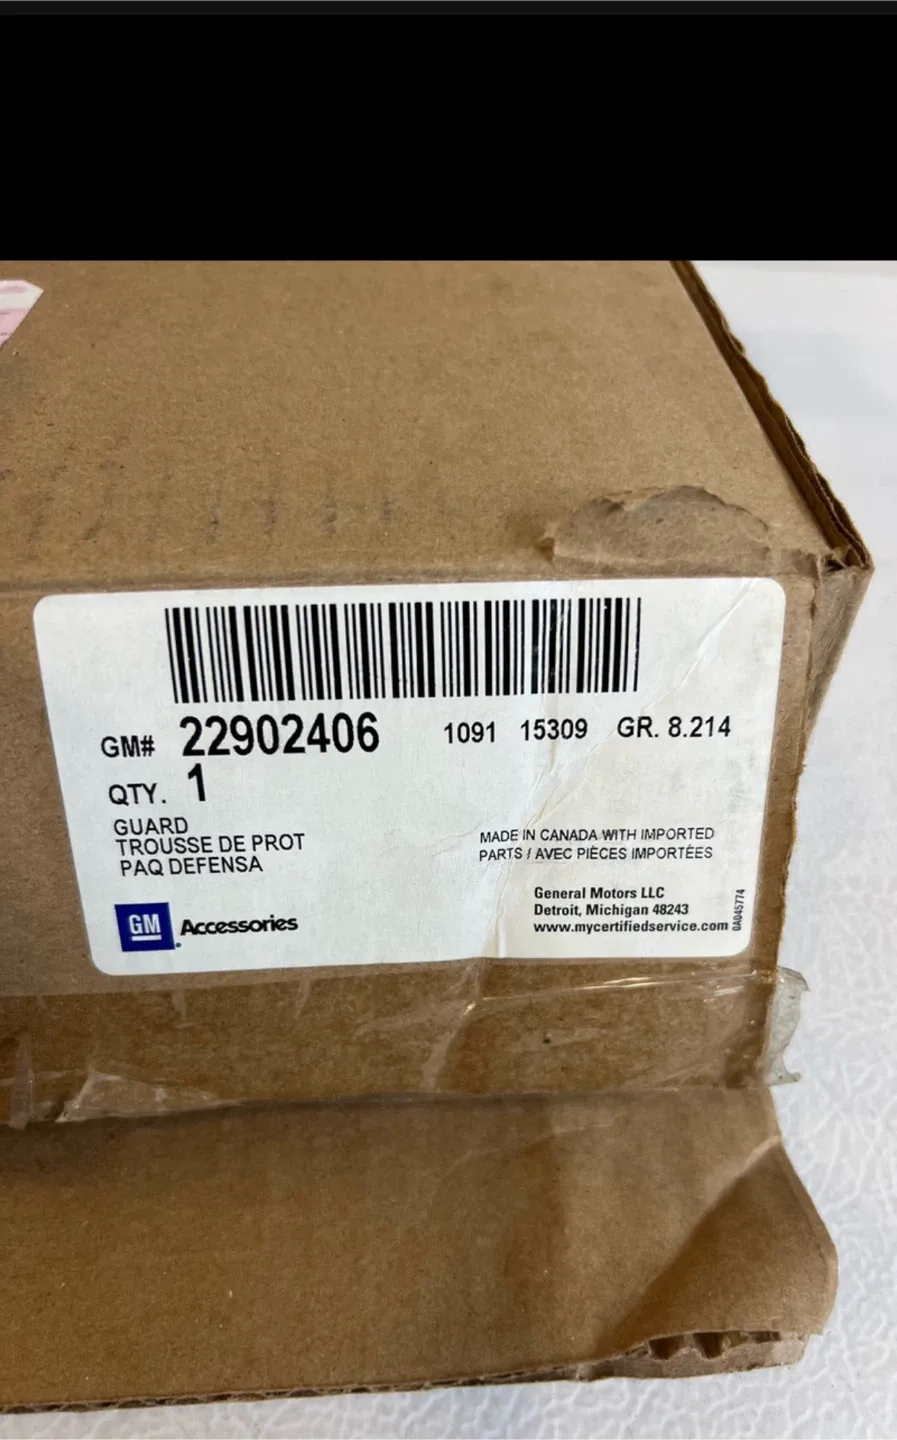 GM# 22902406 1091 15309 GR. 8.214
QTY. 1
GUARD
TROUSSE DE PROT
PAQ DEFENSA
MADE IN CANADA WITH IMPORTED
PARTS / AVEC PIÈCES IMPORTÉES
GM Accessories
General Motors LLC
Detroit, Michigan 48243
www.mycertifiedservice.com
0A045774